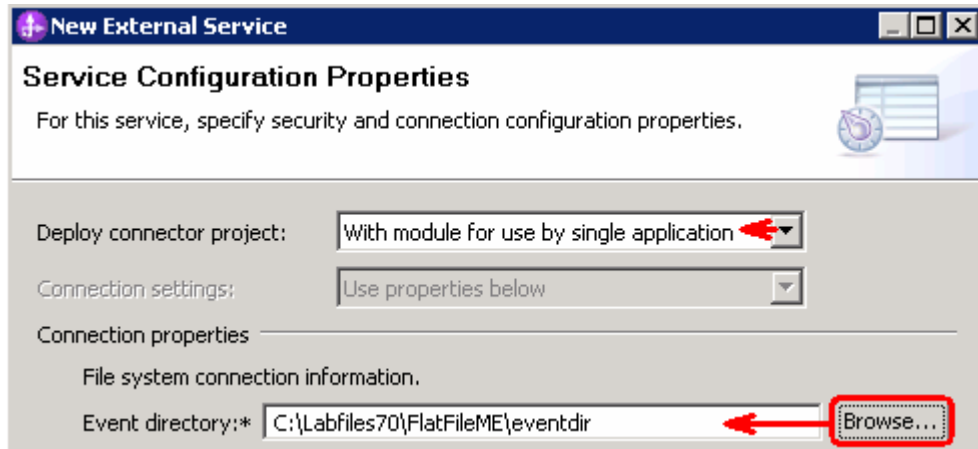 New External Service
Service Configuration Properties
For this service, specify security and connection configuration properties.
Deploy connector project: With module for use by single application
Connection settings: Use properties below
Connection properties
File system connection information.
Event directory:* C:\Labfiles70\FlatFileME\eventdir Browse...